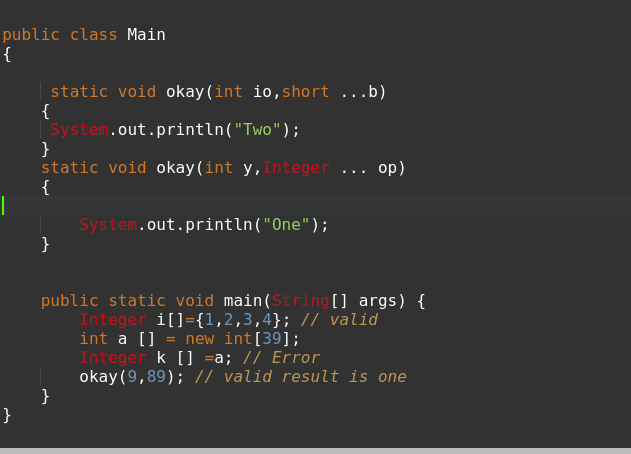 public class Main
{
static void okay(int io,short ...b)
{
System.out.println("Two");
}
static void okay(int y,Integer ... op)
{
System.out.println("One");
}
public static void main(String[] args) {
Integer i[]={1,2,3,4}; // valid
int a [] = new int[39];
Integer k [] =a; // Error
okay(9,89); // valid result is one
}
}